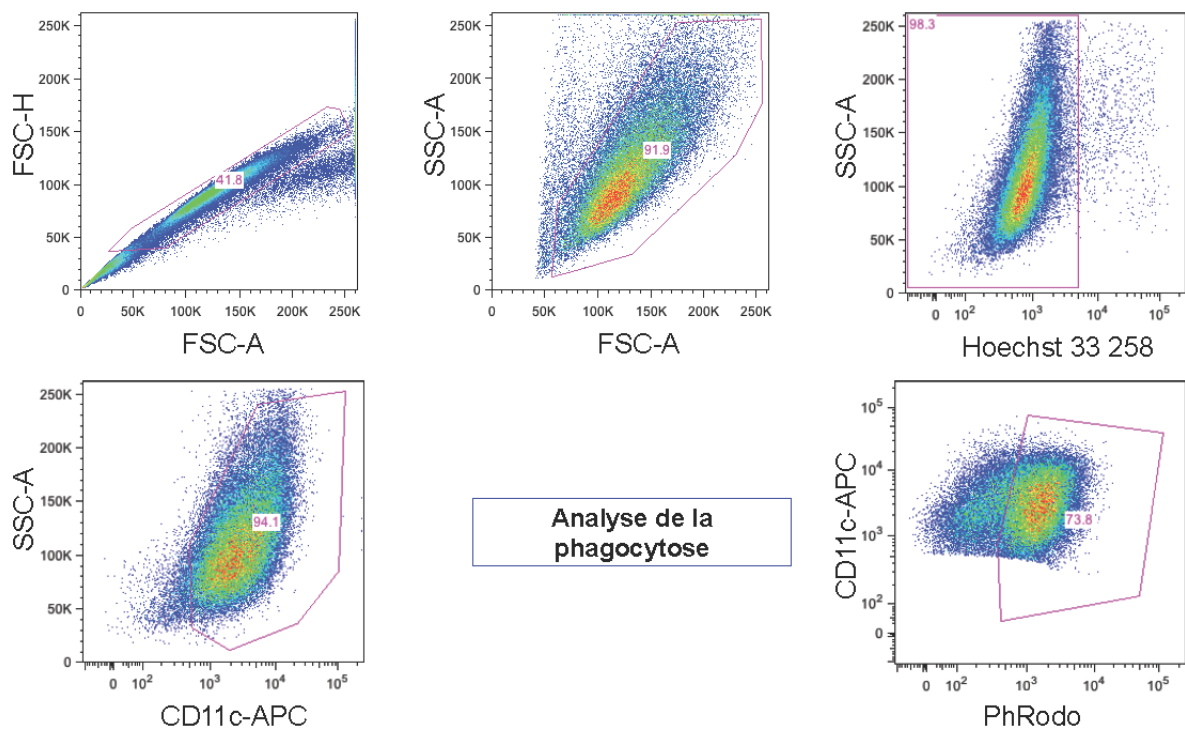 250K
200K
150K
100K
50K
0
FSC-H
41.8
0 50K 100K 150K 200K 250K
FSC-A
250K
200K
150K
100K
50K
0
SSC-A
91.9
0 50K 100K 150K 200K 250K
FSC-A
250K
200K
150K
100K
50K
0
SSC-A
98.3
0 10² 10³ 10⁴ 10⁵
Hoechst 33 258
250K
200K
150K
100K
50K
0
SSC-A
94.1
0 10² 10³ 10⁴ 10⁵
CD11c-APC
Analyse de la
phagocytose
10⁵
10⁴
10³
10²
0
CD11c-APC
73.8
0 10² 10³ 10⁴ 10⁵
PhRodo